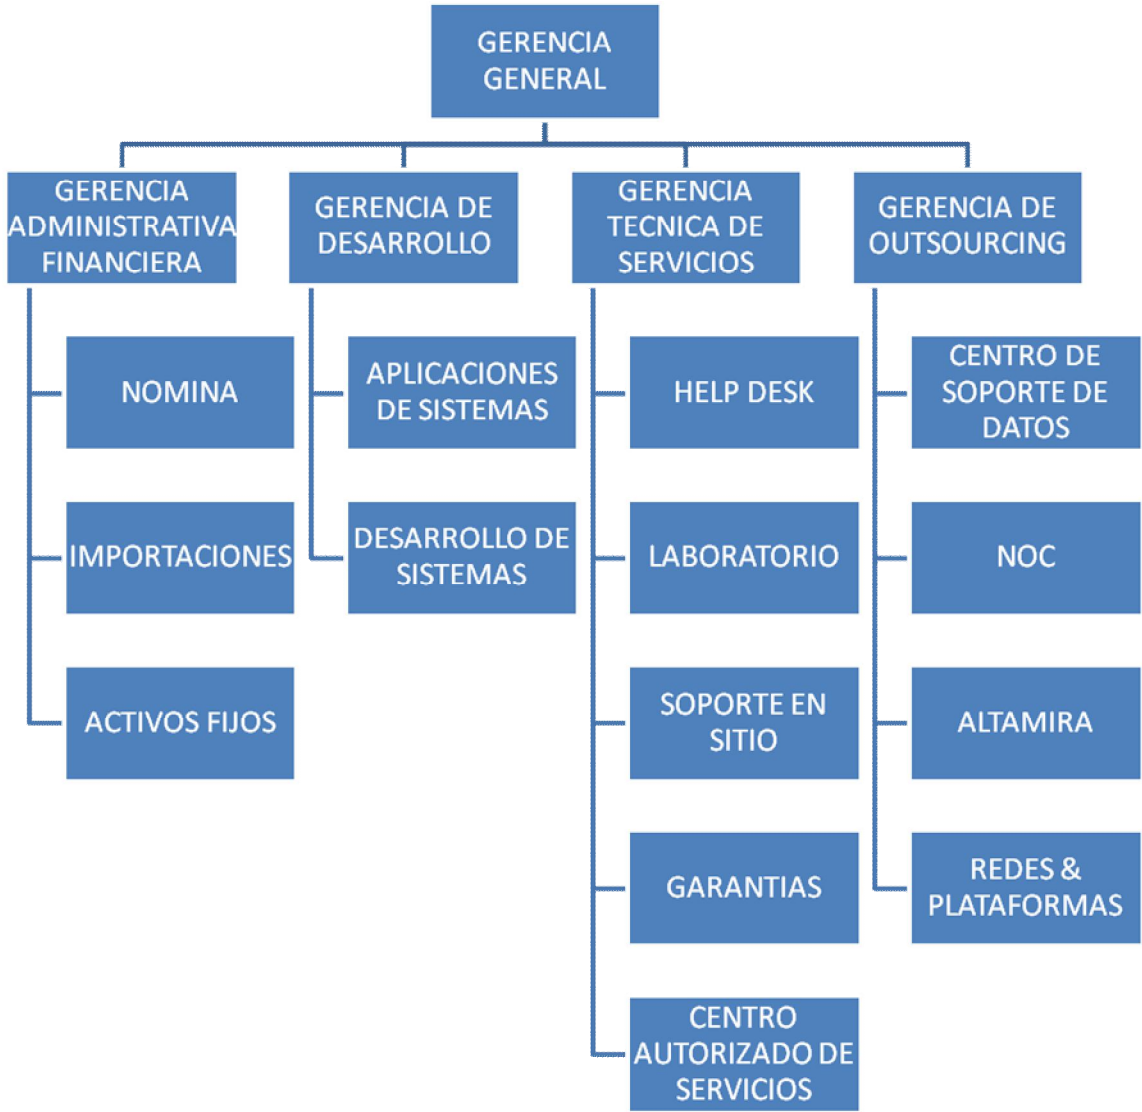 GERENCIA
GENERAL
GERENCIA
ADMINISTRATIVA
FINANCIERA
GERENCIA DE
DESARROLLO
GERENCIA
TECNICA DE
SERVICIOS
GERENCIA DE
OUTSOURCING
NOMINA
IMPORTACIONES
ACTIVOS FIJOS
APLICACIONES
DE SISTEMAS
DESARROLLO DE
SISTEMAS
HELP DESK
LABORATORIO
SOPORTE EN
SITIO
GARANTIAS
CENTRO
AUTORIZADO DE
SERVICIOS
CENTRO DE
SOPORTE DE
DATOS
NOC
ALTAMIRA
REDES &
PLATAFORMAS